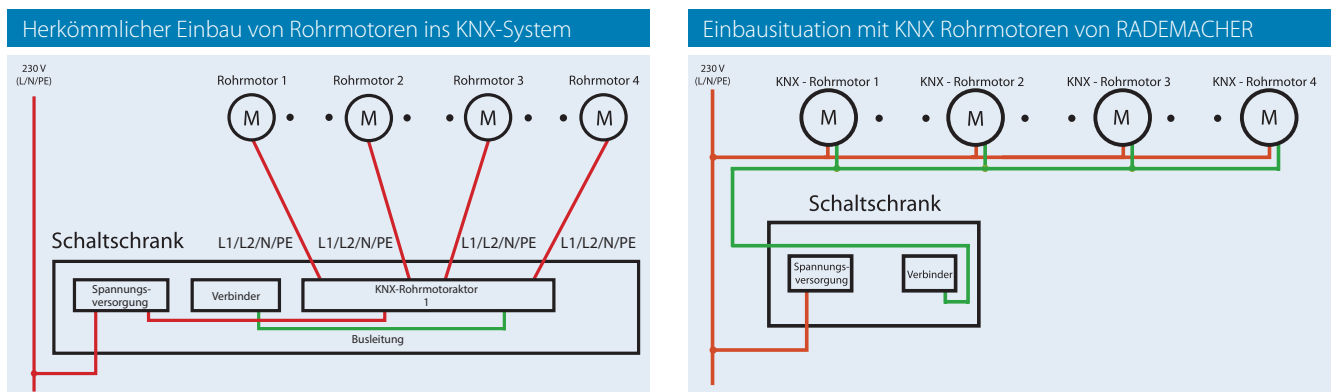 Herkömmlicher Einbau von Rohrmotoren ins KNX-System
230 V
(L/N/PE)
Rohrmotor 1
Rohrmotor 2
Rohrmotor 3
Rohrmotor 4
M
M
M
M
Schaltschrank
L1/L2/N/PE
L1/L2/N/PE
L1/L2/N/PE
L1/L2/N/PE
Spannungs-
versorgung
Verbinder
KNX-Rohrmotoraktor
1
Busleitung
Einbausituation mit KNX Rohrmotoren von RADEMACHER
230 V
(L/N/PE)
KNX - Rohrmotor 1
KNX - Rohrmotor 2
KNX - Rohrmotor 3
KNX - Rohrmotor 4
M
M
M
M
Schaltschrank
Spannungs-
versorgung
Verbinder